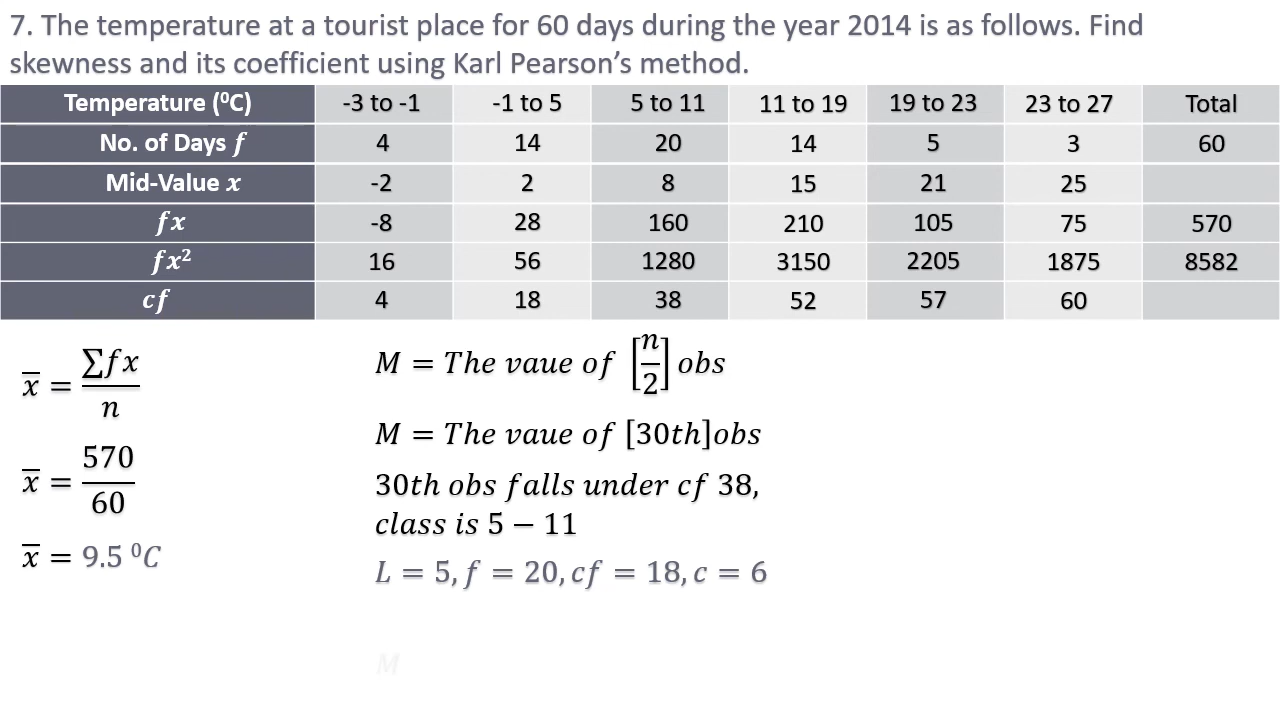 7. The temperature at a tourist place for 60 days during the year 2014 is as follows. Find
skewness and its coefficient using Karl Pearson's method.
Temperature (⁰C) -3 to -1 -1 to 5 5 to 11 11 to 19 19 to 23 23 to 27 Total
No. of Days f 4 14 20 14 5 3 60
Mid-Value x -2 2 8 15 21 25
fx -8 28 160 210 105 75 570
fx² 16 56 1280 3150 2205 1875 8582
cf 4 18 38 52 57 60
x̅ = ∑fx / n
x̅ = 570 / 60
x̅ = 9.5 ⁰C
M = The vaue of [n/2] obs
M = The vaue of [30th]obs
30th obs falls under cf 38,
class is 5 − 11
L = 5, f = 20, cf = 18, c = 6
M